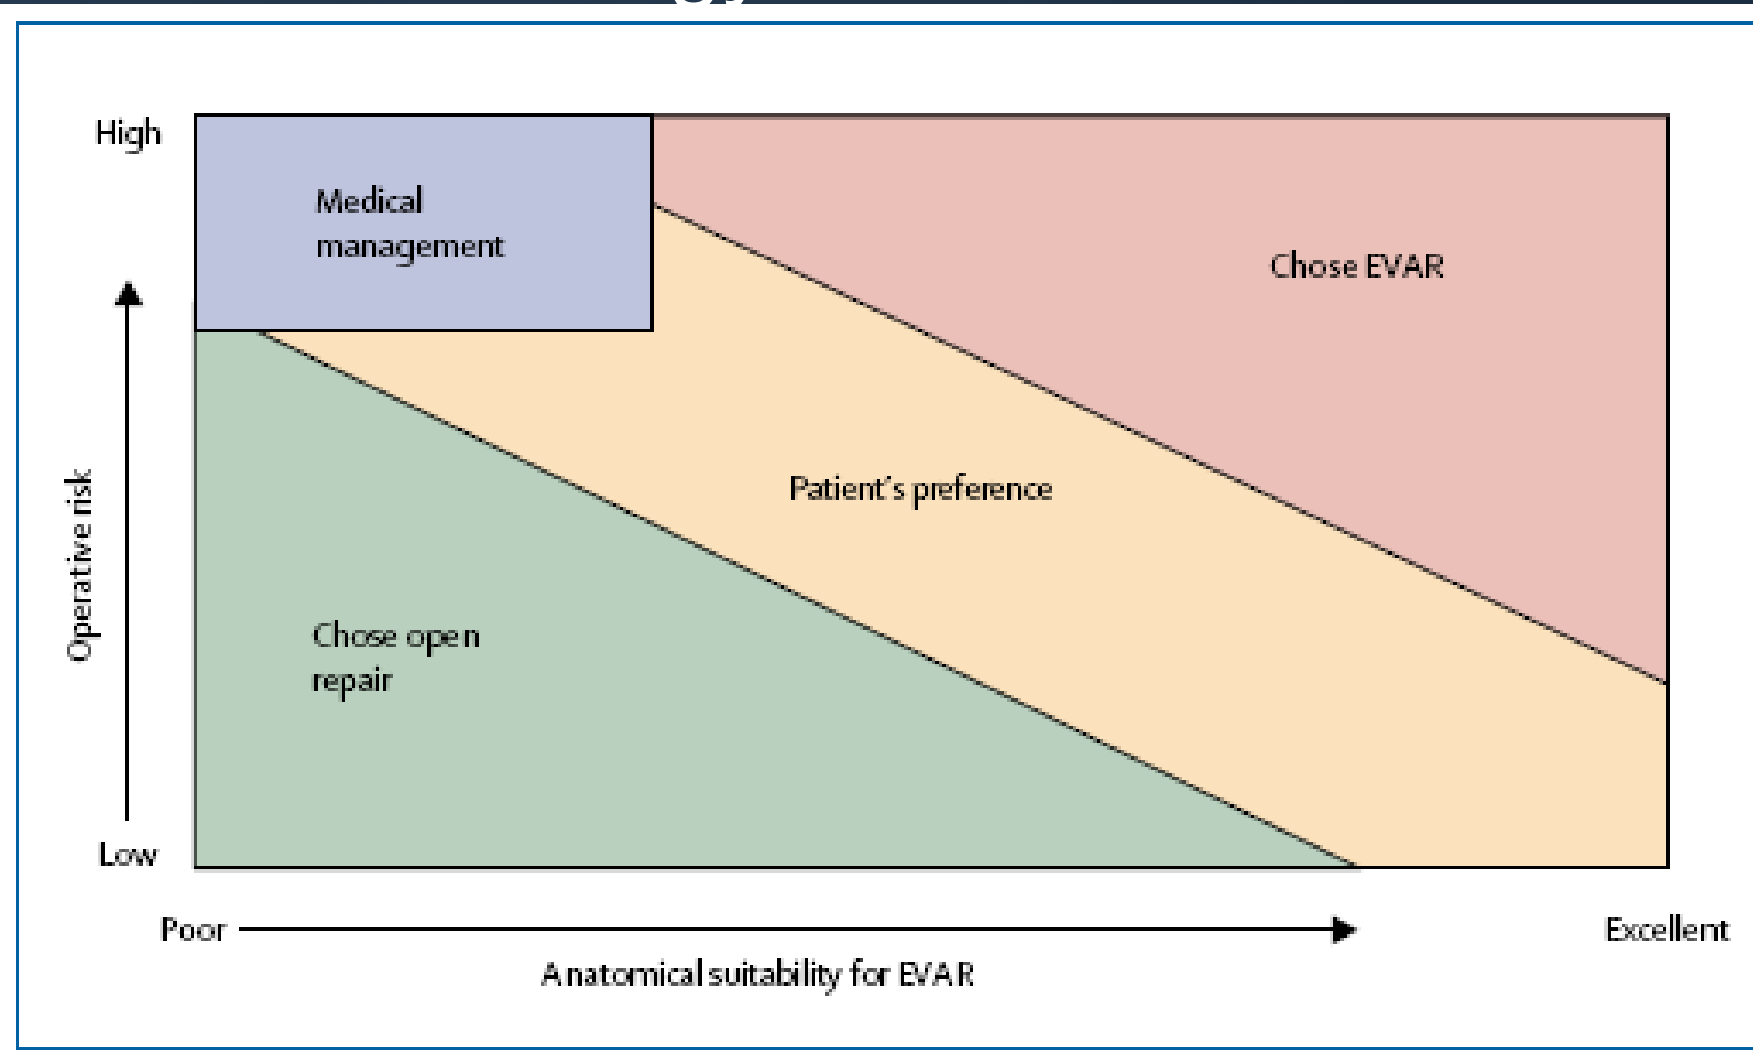 High
Medical
management
Chose EVAR
Patient's preference
Operative risk
Chose open
repair
Low
Poor
Excellent
Anatomical suitability for EVAR